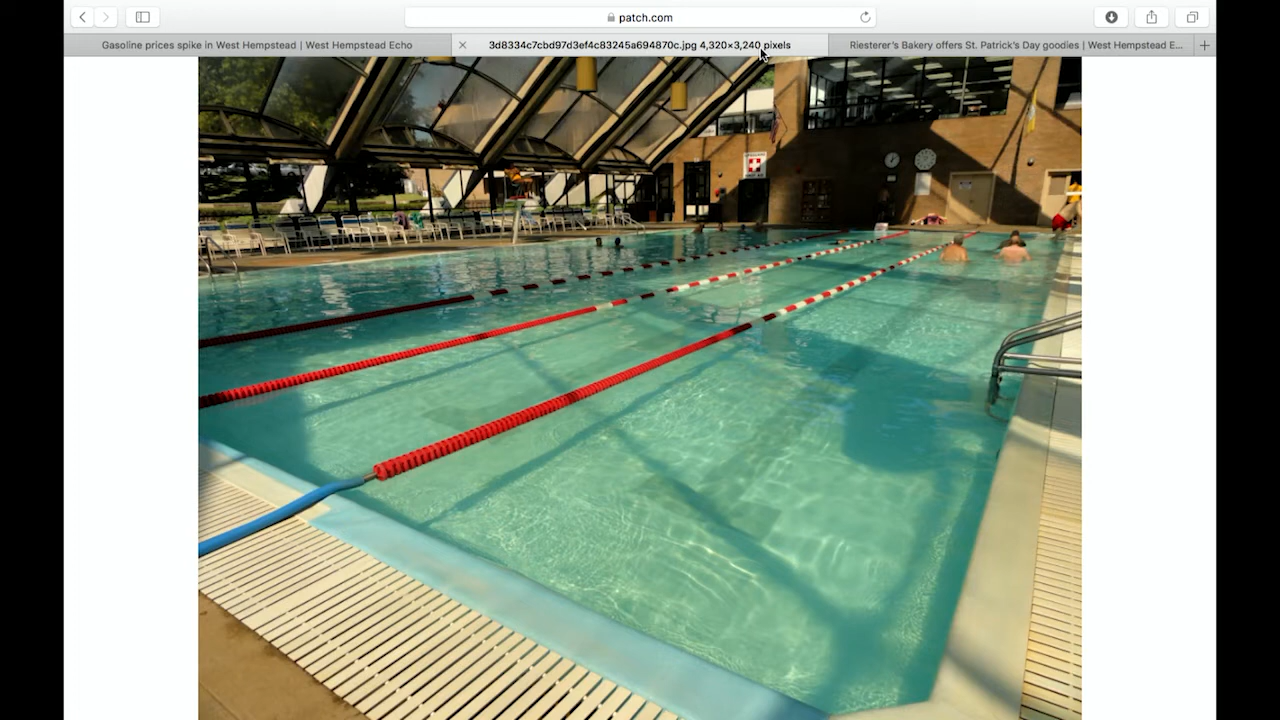 patch.com
Gasoline prices spike in West Hempstead | West Hempstead Echo
3d8334c7cbd97d3ef4c83245a694870c.jpg 4,320×3,240 pixels
Riesterer's Bakery offers St. Patrick's Day goodies | West Hempstead E...